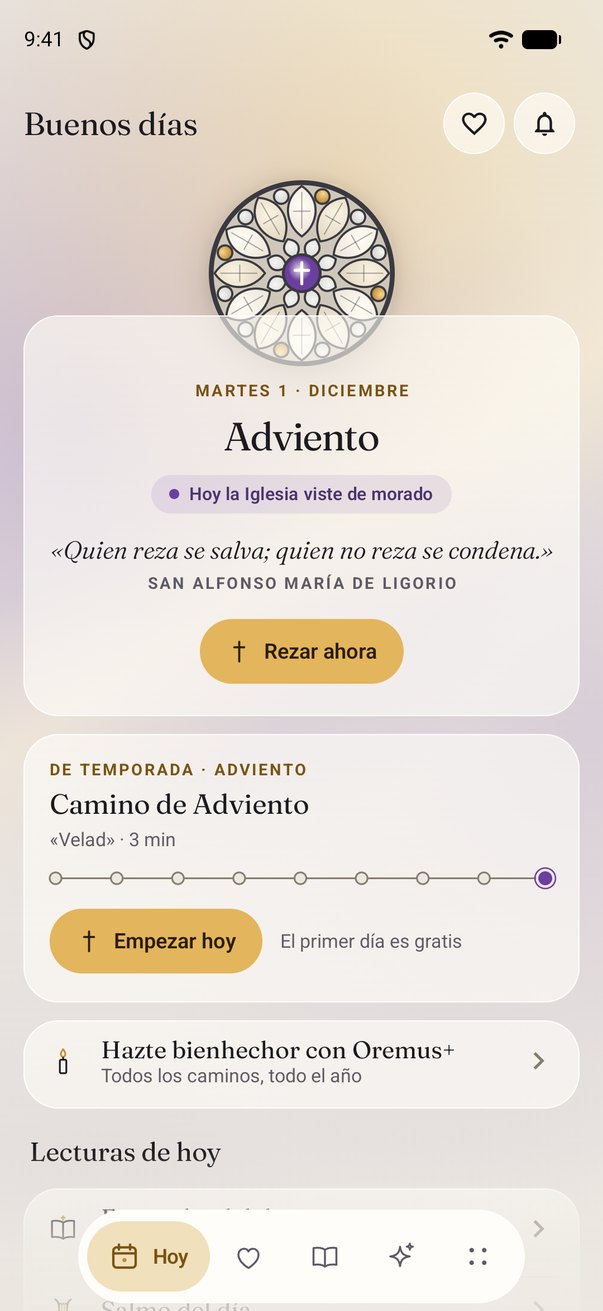 9:41
Buenos días
MARTES 1 · DICIEMBRE
Adviento
Hoy la Iglesia viste de morado
«Quien reza se salva; quien no reza se condena.»
SAN ALFONSO MARÍA DE LIGORIO
Rezar ahora
DE TEMPORADA · ADVIENTO
Camino de Adviento
«Velad» · 3 min
Empezar hoy
El primer día es gratis
Hazte bienhechor con Oremus+
Todos los caminos, todo el año
Lecturas de hoy
Hoy
Salmo del día